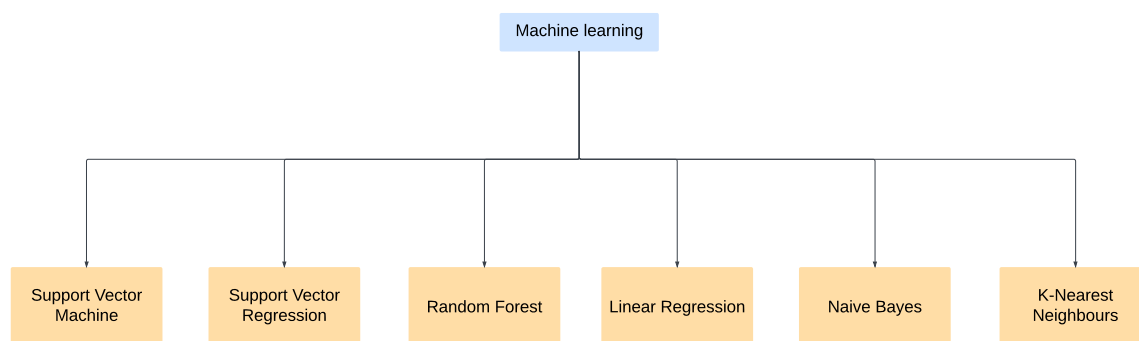 Machine learning
Support Vector
Machine
Support Vector
Regression
Random Forest
Linear Regression
Naive Bayes
K-Nearest
Neighbours